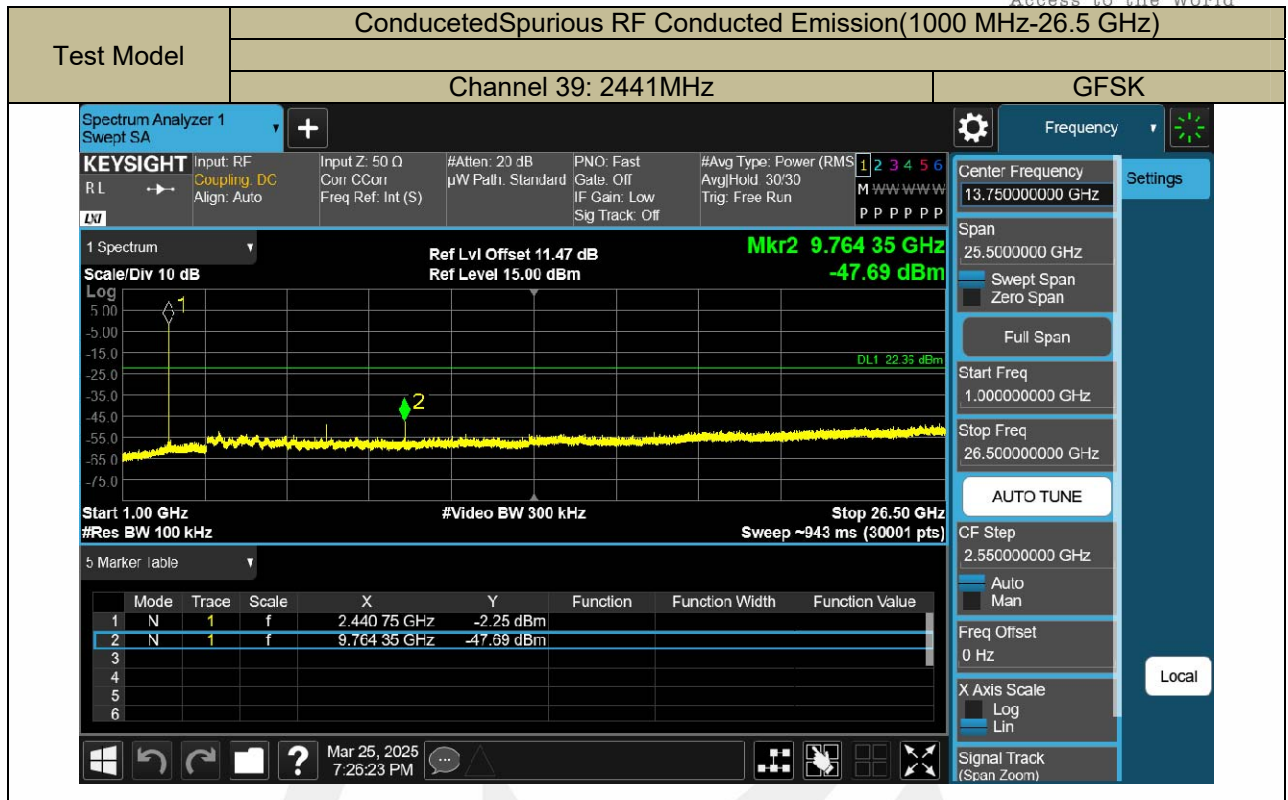 Access to the World
ConducetedSpurious RF Conducted Emission(1000 MHz-26.5 GHz)
Test Model
Channel 39: 2441MHz
GFSK
Spectrum Analyzer 1
Swept SA
Frequency
KEYSIGHT
RL
LXI
Input: RF
Coupling: DC
Align: Auto
Input Z: 50 Ω
Corr CCorr
Freq Ref: Int (S)
#Atten: 20 dB
µW Path: Standard
PNO: Fast
Gate: Off
IF Gain: Low
Sig Track: Off
#Avg Type: Power (RMS
Avg|Hold: 30/30
Trig: Free Run
1 2 3 4 5 6
M W W W W W
P P P P P P
1 Spectrum
Scale/Div 10 dB
Ref Lvl Offset 11.47 dB
Ref Level 15.00 dBm
Mkr2 9.764 35 GHz
-47.69 dBm
Log
5.00
-5.00
-15.0
-25.0
-35.0
-45.0
-55.0
-65.0
-75.0
1
2
DL1 22.36 dBm
Start 1.00 GHz
#Res BW 100 kHz
#Video BW 300 kHz
Stop 26.50 GHz
Sweep ~943 ms (30001 pts)
5 Marker Table
Mode Trace Scale X Y Function Function Width Function Value
1 N 1 f 2.440 75 GHz -2.25 dBm
2 N 1 f 9.764 35 GHz -47.69 dBm
3
4
5
6
Mar 25, 2025
7:26:23 PM
Center Frequency
13.750000000 GHz
Span
25.5000000 GHz
Swept Span
Zero Span
Full Span
Start Freq
1.000000000 GHz
Stop Freq
26.500000000 GHz
AUTO TUNE
CF Step
2.550000000 GHz
Auto
Man
Freq Offset
0 Hz
X Axis Scale
Log
Lin
Signal Track
(Span Zoom)
Settings
Local